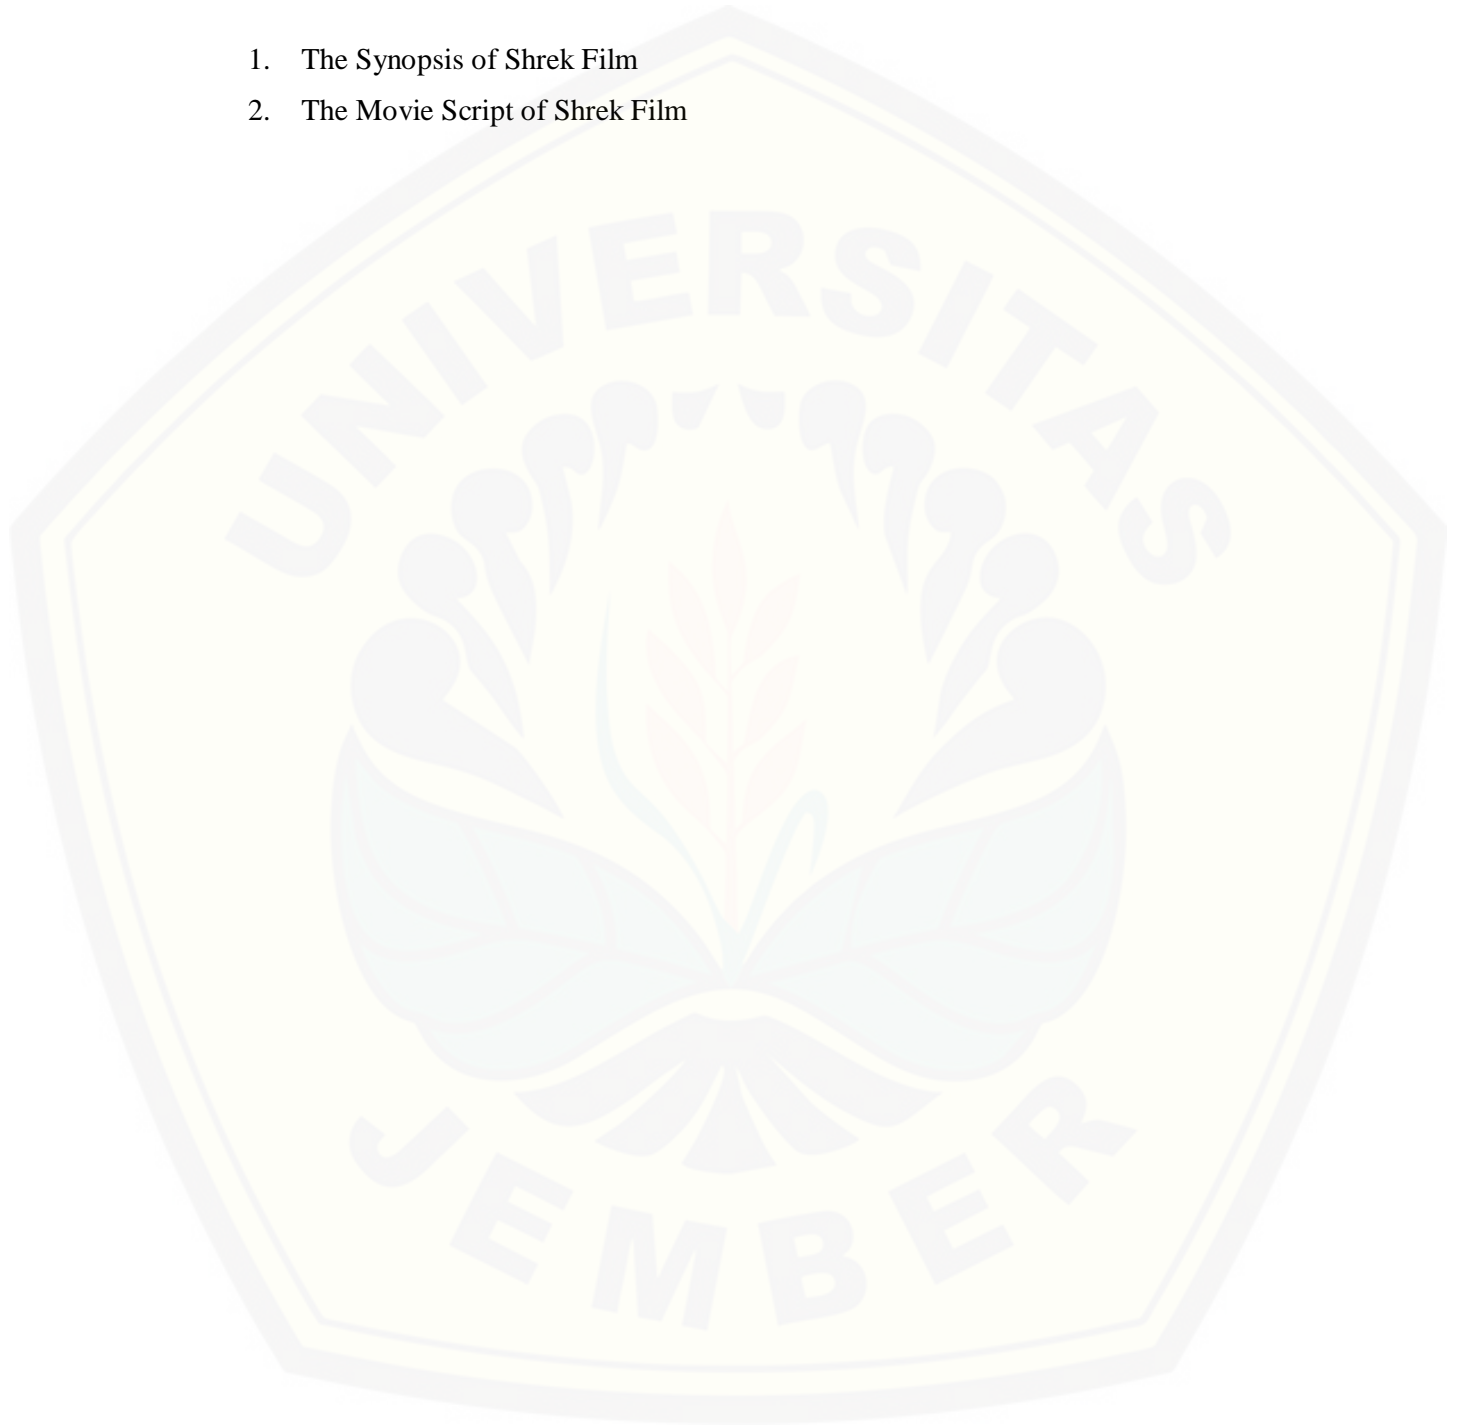 1. The Synopsis of Shrek Film
2. The Movie Script of Shrek Film
UNIVERSITAS
JEMBER